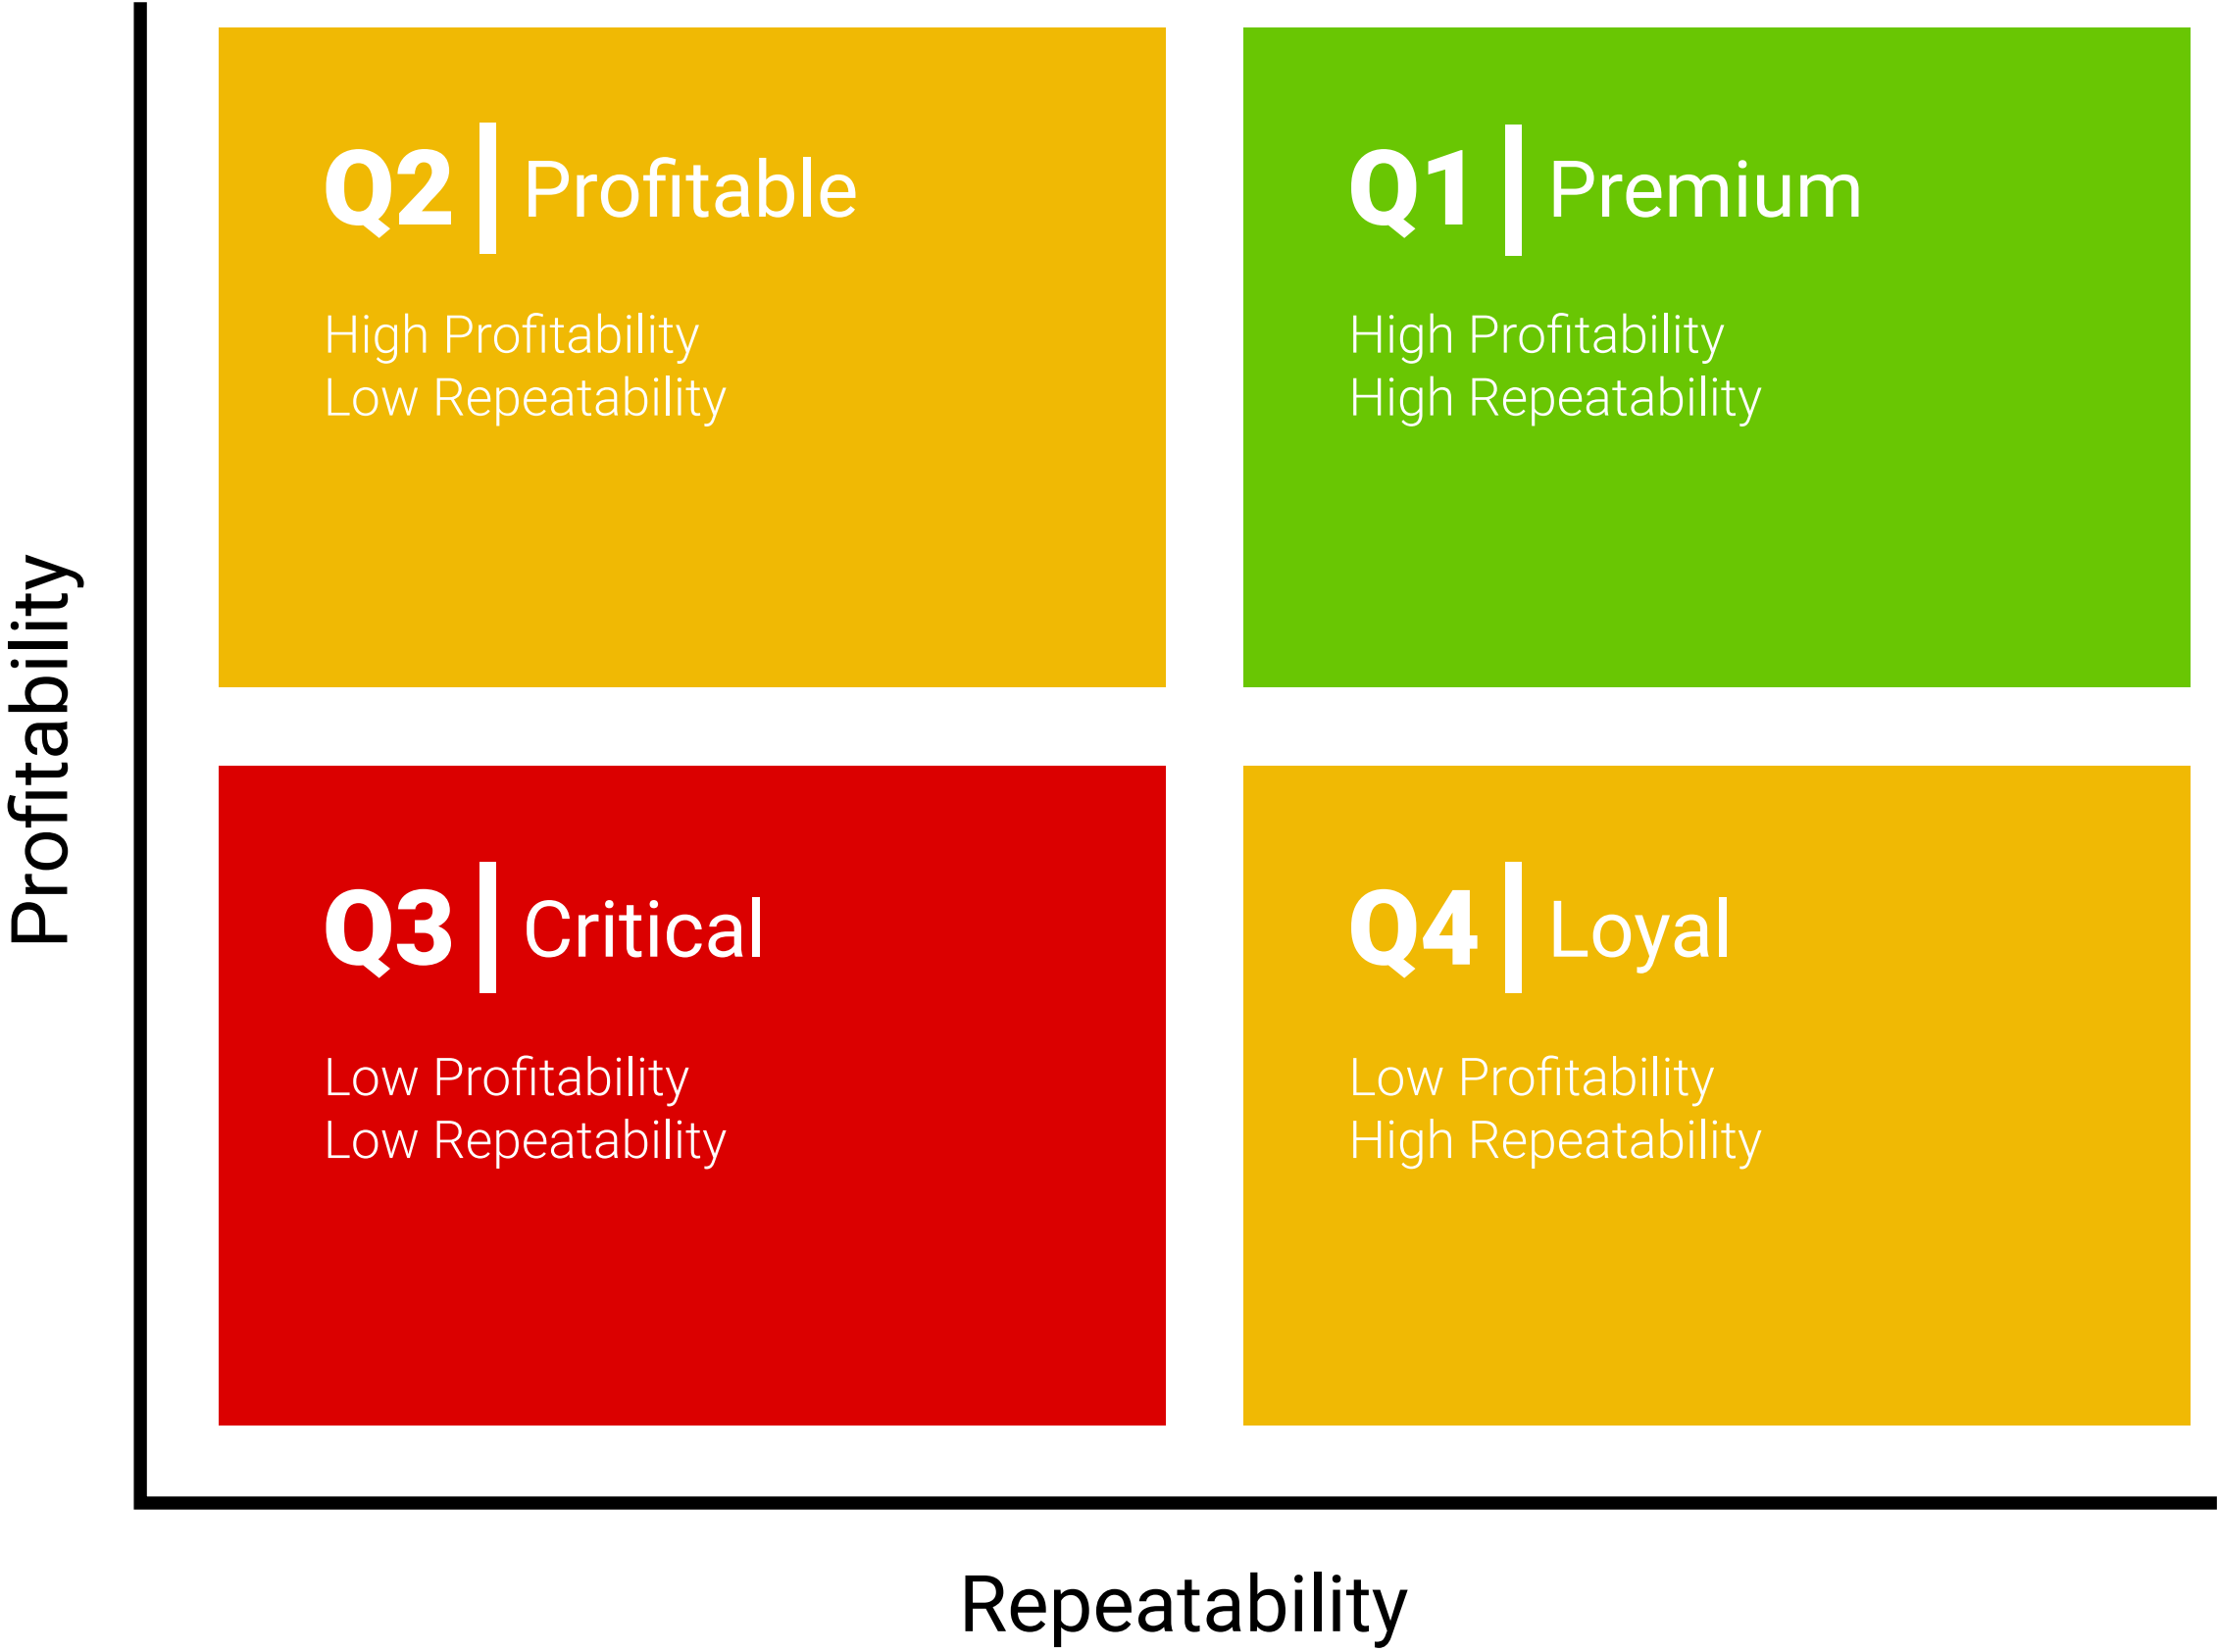 Q2 | Profitable
High Profitability
Low Repeatability
Q1 | Premium
High Profitability
High Repeatability
Profitability
Q3 | Critical
Low Profitability
Low Repeatability
Q4 | Loyal
Low Profitability
High Repeatability
Repeatability